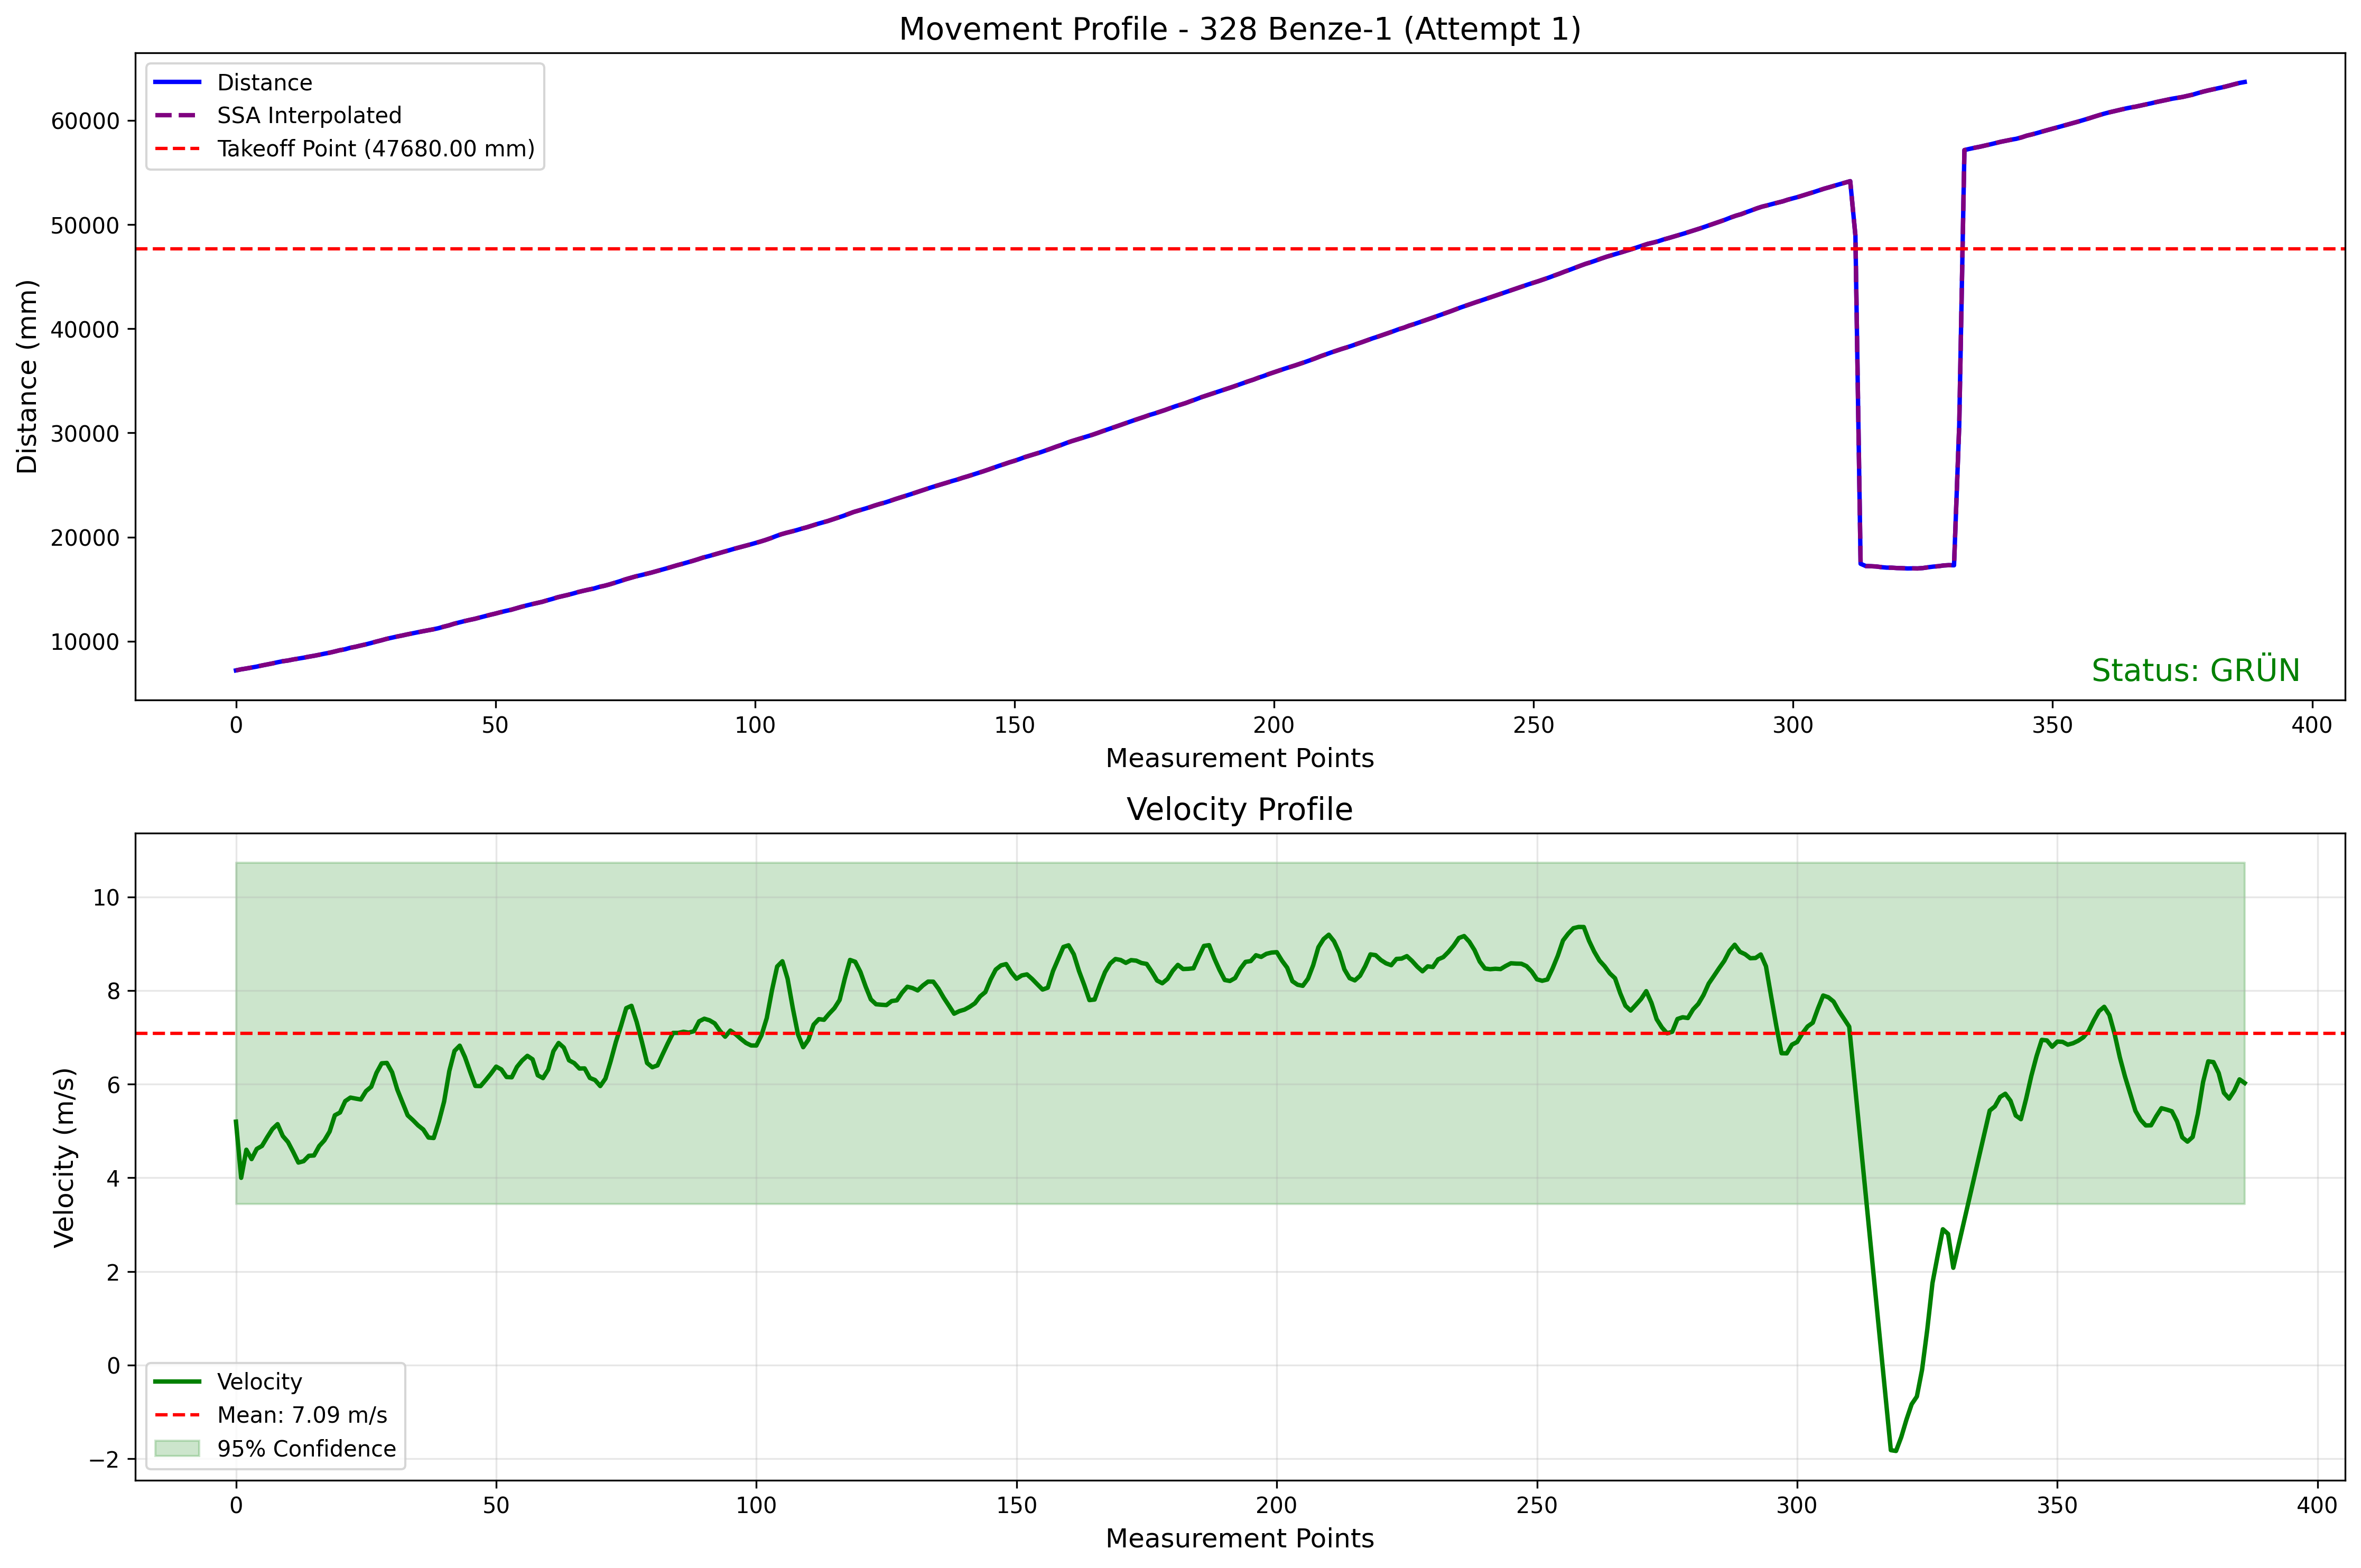 Movement Profile - 328 Benze-1 (Attempt 1)
Distance
SSA Interpolated
Takeoff Point (47680.00 mm)
Distance (mm)
60000
50000
40000
30000
20000
10000
Status: GRÜN
0 50 100 150 200 250 300 350 400
Measurement Points
Velocity Profile
Velocity (m/s)
10
8
6
4
2
0
−2
Velocity
Mean: 7.09 m/s
95% Confidence
0 50 100 150 200 250 300 350 400
Measurement Points